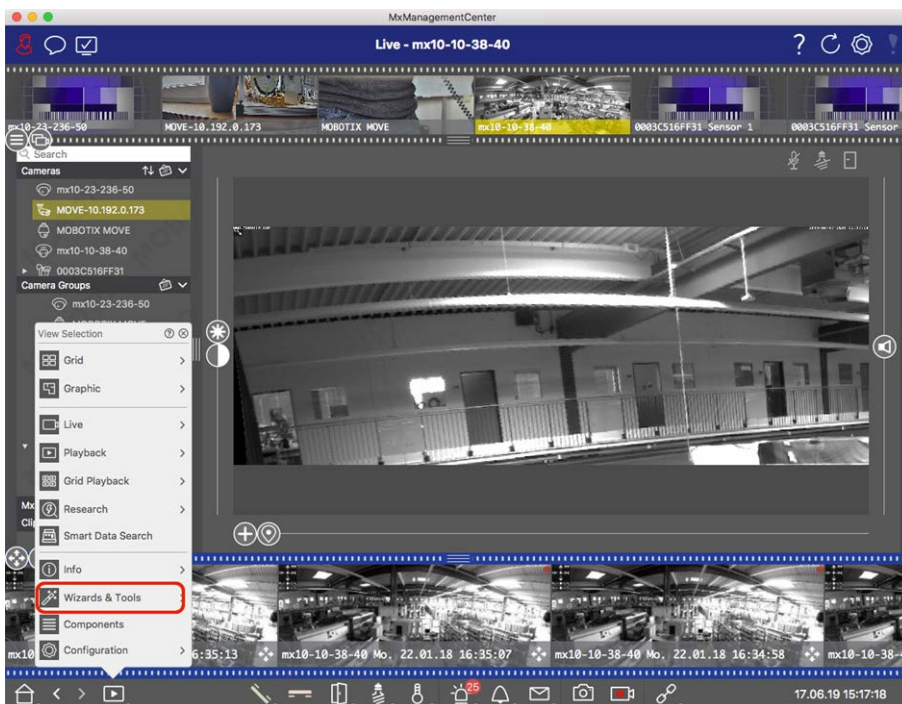 MxManagementCenter
Live - mx10-10-38-40
?
mx10-23-236-50
MOVE-10.192.0.173
MOBOTIX MOVE
mx10-10-38-40
0003C516FF31 Sensor 1
0003C516FF31 Sensor
Search
Cameras
mx10-23-236-50
MOVE-10.192.0.173
MOBOTIX MOVE
mx10-10-38-40
0003C516FF31
Camera Groups
mx10-23-236-50
View Selection
Grid
Graphic
Live
Playback
Grid Playback
Mx
Research
Cli
Smart Data Search
Info
Wizards & Tools
Components
Configuration
mx10
6:35:13
mx10-10-38-40 Mo. 22.01.18 16:35:07
mx10-10-38-40 Mo. 22.01.18 16:34:58
mx10-10-38-4
25
17.06.19 15:17:18